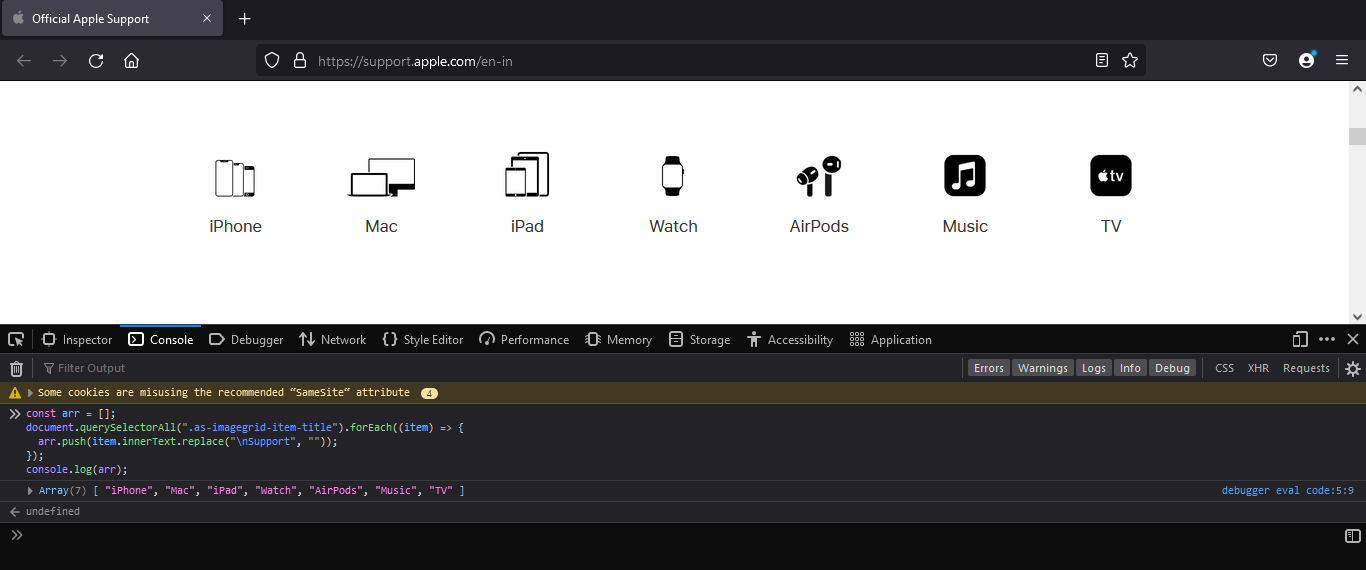 Official Apple Support
https://support.apple.com/en-in
tv
iPhone Mac iPad Watch AirPods Music TV
Inspector Console Debugger Network Style Editor Performance Memory Storage Accessibility Application
Filter Output Errors Warnings Logs Info Debug CSS XHR Requests
Some cookies are misusing the recommended “SameSite“ attribute 4
const arr = [];
document.querySelectorAll(".as-imagegrid-item-title").forEach((item) => {
arr.push(item.innerText.replace("\nSupport", ""));
});
console.log(arr);
Array(7) [ "iPhone", "Mac", "iPad", "Watch", "AirPods", "Music", "TV" ] debugger eval code:5:9
undefined